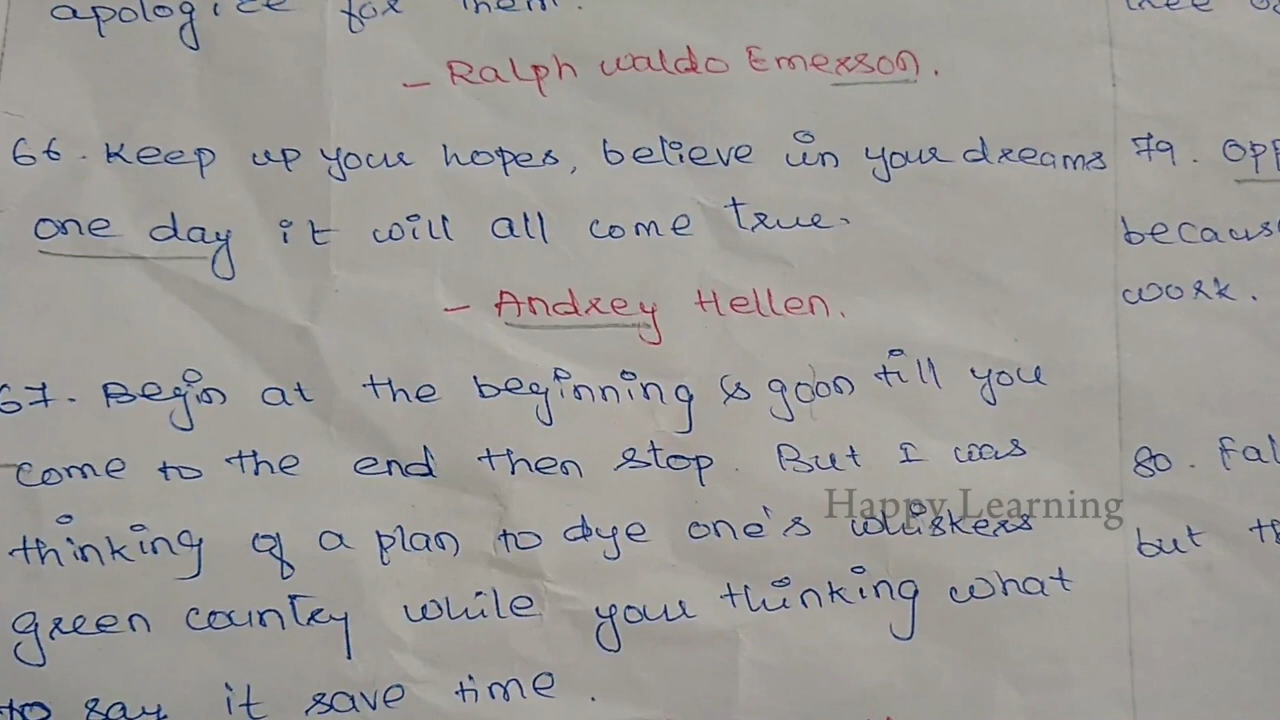 apologize for them.
- Ralph waldo Emerson.
66. Keep up your hopes, believe in your dreams
one day it will all come true.
- Andrey Hellen.
67. Begin at the beginning & goon till you
come to the end then stop. But I was
thinking of a plan to dye one's whiskers
green country while your thinking what
to say it save time.
79. OPP
because
work.
80. Fal
but th
Happy Learning